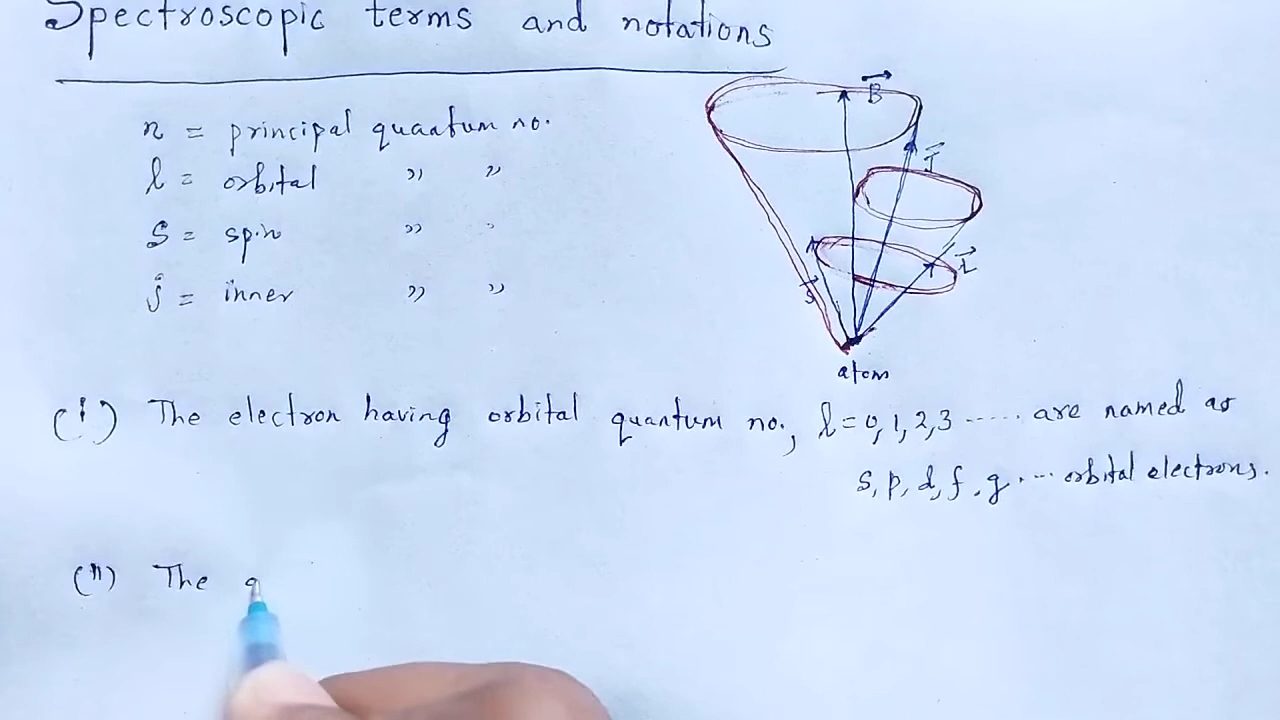 Spectroscopic terms and notations
n = principal quantum no.
l = orbital " "
S = spin " "
j = inner " "
B
J
L
S
atom
(i) The electron having orbital quantum no., l=0,1,2,3 ...... are named as
s, p, d, f, g .... orbital electrons.
(ii) The